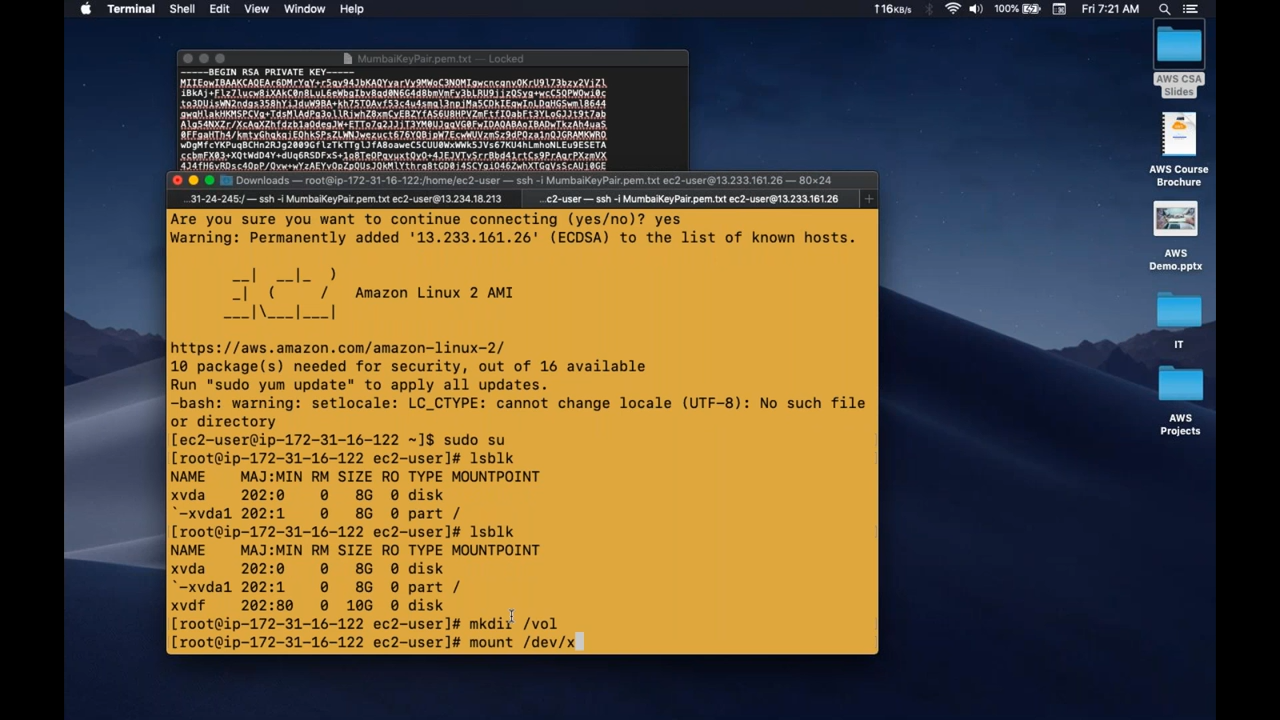 Terminal Shell Edit View Window Help
16KB/s 100% Fri 7:21 AM
MumbaiKeyPair.pem.txt — Locked
-----BEGIN RSA PRIVATE KEY-----
Downloads — root@ip-172-31-16-122:/home/ec2-user — ssh -i MumbaiKeyPair.pem.txt ec2-user@13.233.161.26 — 80×24
...31-24-245:/ — ssh -i MumbaiKeyPair.pem.txt ec2-user@13.234.18.213
...c2-user — ssh -i MumbaiKeyPair.pem.txt ec2-user@13.233.161.26
Are you sure you want to continue connecting (yes/no)? yes
Warning: Permanently added '13.233.161.26' (ECDSA) to the list of known hosts.
       __|  __|_  )
       _|  (     /   Amazon Linux 2 AMI
      ___|\___|___|
https://aws.amazon.com/amazon-linux-2/
10 package(s) needed for security, out of 16 available
Run "sudo yum update" to apply all updates.
-bash: warning: setlocale: LC_CTYPE: cannot change locale (UTF-8): No such file
or directory
[ec2-user@ip-172-31-16-122 ~]$ sudo su
[root@ip-172-31-16-122 ec2-user]# lsblk
NAME    MAJ:MIN RM SIZE RO TYPE MOUNTPOINT
xvda    202:0    0   8G  0 disk
`-xvda1 202:1    0   8G  0 part /
[root@ip-172-31-16-122 ec2-user]# lsblk
NAME    MAJ:MIN RM SIZE RO TYPE MOUNTPOINT
xvda    202:0    0   8G  0 disk
`-xvda1 202:1    0   8G  0 part /
xvdf    202:80   0  10G  0 disk
[root@ip-172-31-16-122 ec2-user]# mkdir /vol
[root@ip-172-31-16-122 ec2-user]# mount /dev/x
AWS CSA
Slides
AWS Course
Brochure
AWS
Demo.pptx
IT
AWS
Projects